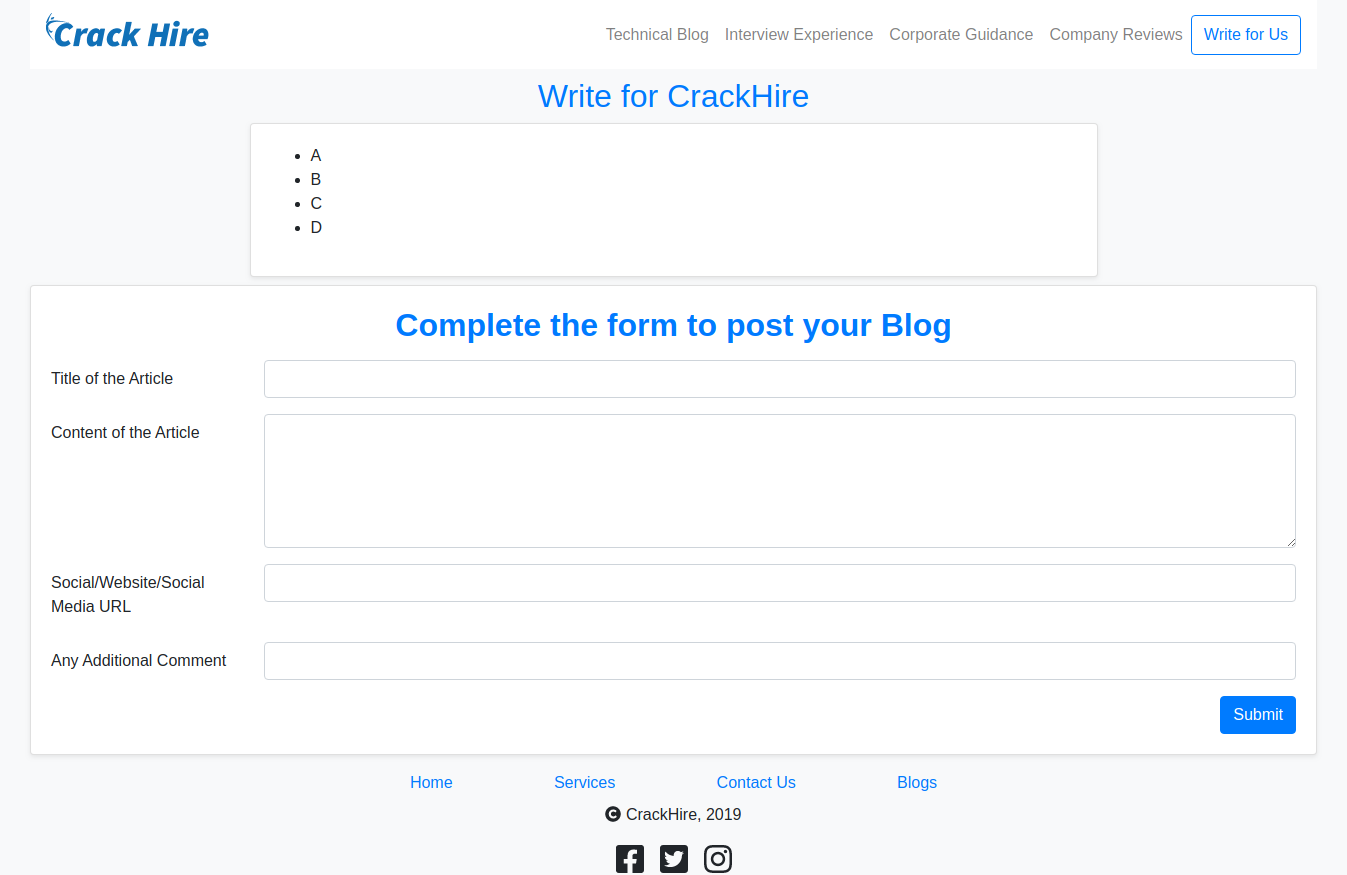 Crack Hire
Technical Blog Interview Experience Corporate Guidance Company Reviews Write for Us
Write for CrackHire
A
B
C
D
Complete the form to post your Blog
Title of the Article
Content of the Article
Social/Website/Social
Media URL
Any Additional Comment
Submit
Home Services Contact Us Blogs
CrackHire, 2019